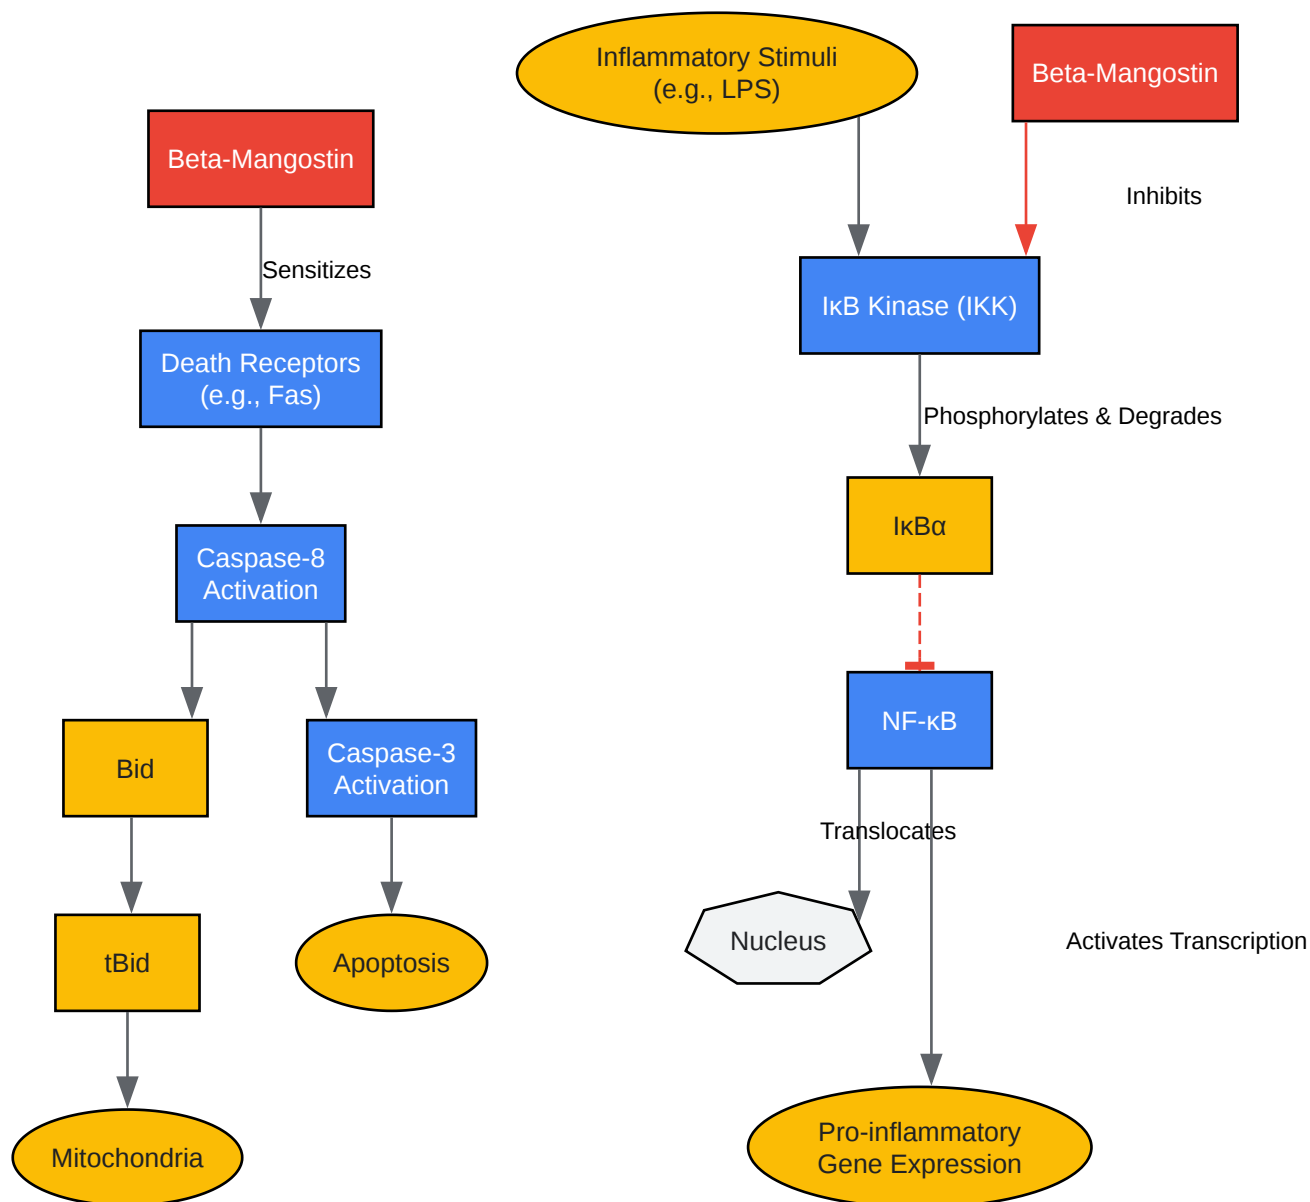 Beta-Mangostin
Sensitizes
Death Receptors
(e.g., Fas)
Caspase-8
Activation
Bid
Caspase-3
Activation
tBid
Apoptosis
Mitochondria
Inflammatory Stimuli
(e.g., LPS)
Beta-Mangostin
Inhibits
IκB Kinase (IKK)
Phosphorylates & Degrades
IκBα
NF-κB
Translocates
Nucleus
Activates Transcription
Pro-inflammatory
Gene Expression